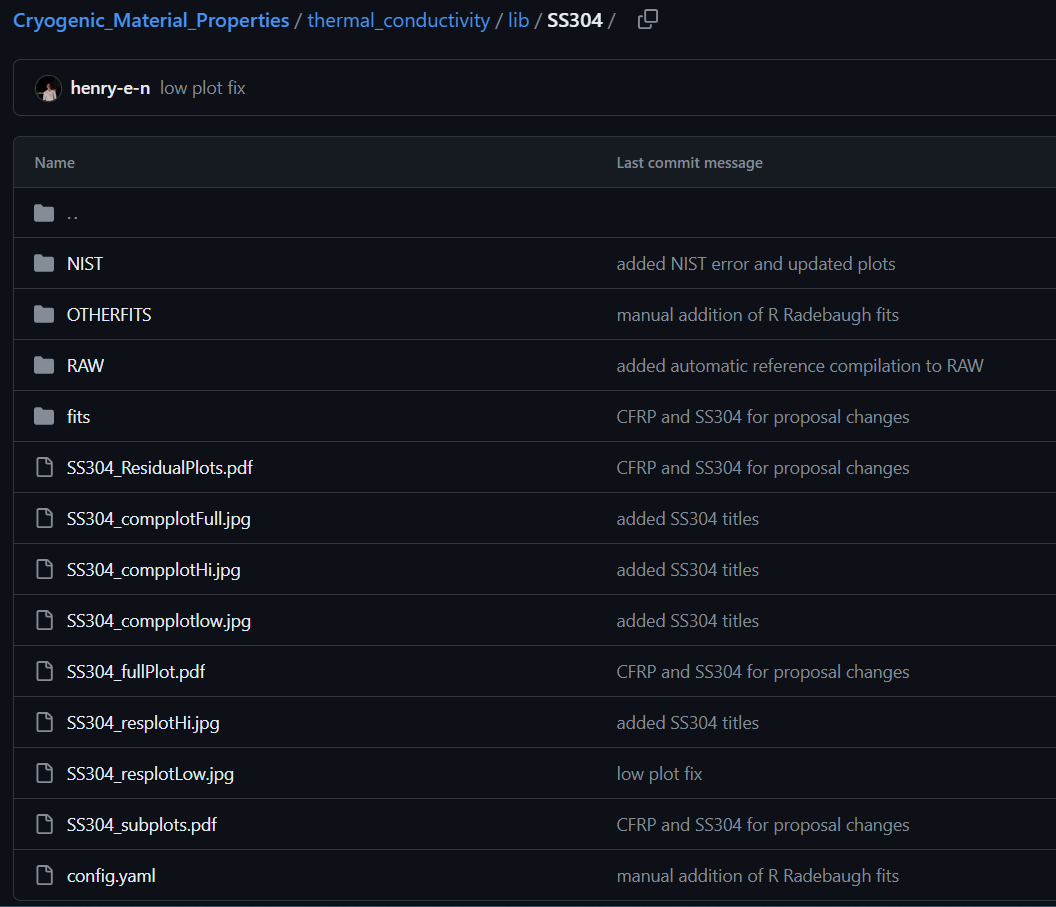 Cryogenic_Material_Properties / thermal_conductivity / lib / SS304 /
henry-e-n low plot fix
Name Last commit message
..
NIST added NIST error and updated plots
OTHERFITS manual addition of R Radebaugh fits
RAW added automatic reference compilation to RAW
fits CFRP and SS304 for proposal changes
SS304_ResidualPlots.pdf CFRP and SS304 for proposal changes
SS304_compplotFull.jpg added SS304 titles
SS304_compplotHi.jpg added SS304 titles
SS304_compplotlow.jpg added SS304 titles
SS304_fullPlot.pdf CFRP and SS304 for proposal changes
SS304_resplotHi.jpg added SS304 titles
SS304_resplotLow.jpg low plot fix
SS304_subplots.pdf CFRP and SS304 for proposal changes
config.yaml manual addition of R Radebaugh fits